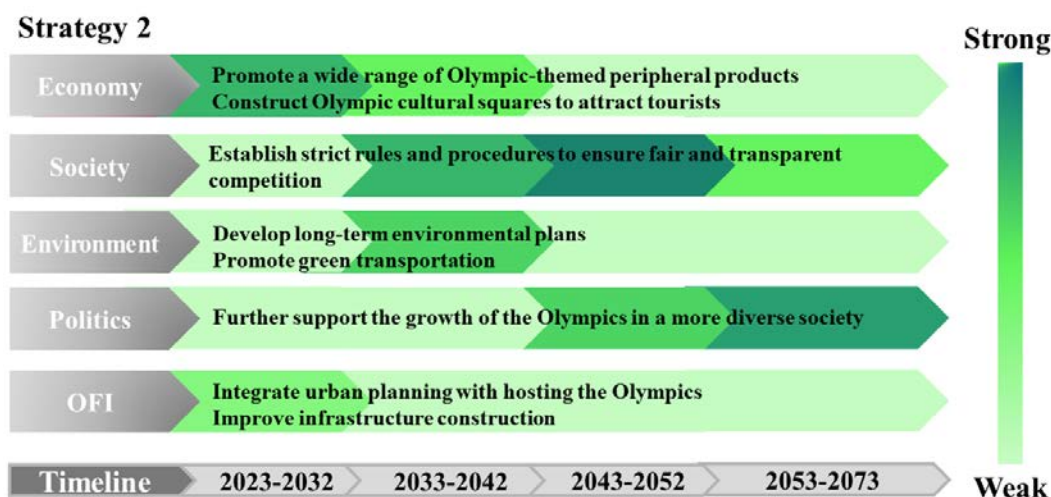 Strategy 2
Strong
Economy
Promote a wide range of Olympic-themed peripheral products
Construct Olympic cultural squares to attract tourists
Society
Establish strict rules and procedures to ensure fair and transparent
competition
Environment
Develop long-term environmental plans
Promote green transportation
Politics
Further support the growth of the Olympics in a more diverse society
OFI
Integrate urban planning with hosting the Olympics
Improve infrastructure construction
Timeline 2023-2032 2033-2042 2043-2052 2053-2073
Weak